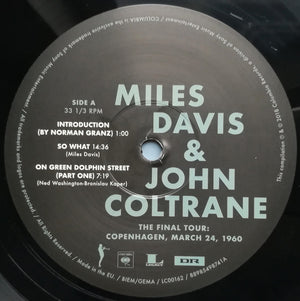 SIDE A
33 1/3 RPM
INTRODUCTION
(BY NORMAN GRANZ) 1:00
SO WHAT 14:36
(Miles Davis)
ON GREEN DOLPHIN STREET
(PART ONE) 7:19
(Ned Washington-Bronislav Kaper)
MILES
DAVIS
&
JOHN
COLTRANE
THE FINAL TOUR:
COPENHAGEN, MARCH 24, 1960
DR
Made in the EU / BIEM/GEMA / LC00162 / 88985498741A